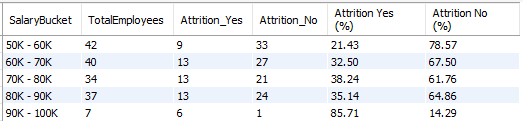 SalaryBucket TotalEmployees Attrition_Yes Attrition_No Attrition Yes (%) Attrition No (%)
50K - 60K 42 9 33 21.43 78.57
60K - 70K 40 13 27 32.50 67.50
70K - 80K 34 13 21 38.24 61.76
80K - 90K 37 13 24 35.14 64.86
90K - 100K 7 6 1 85.71 14.29